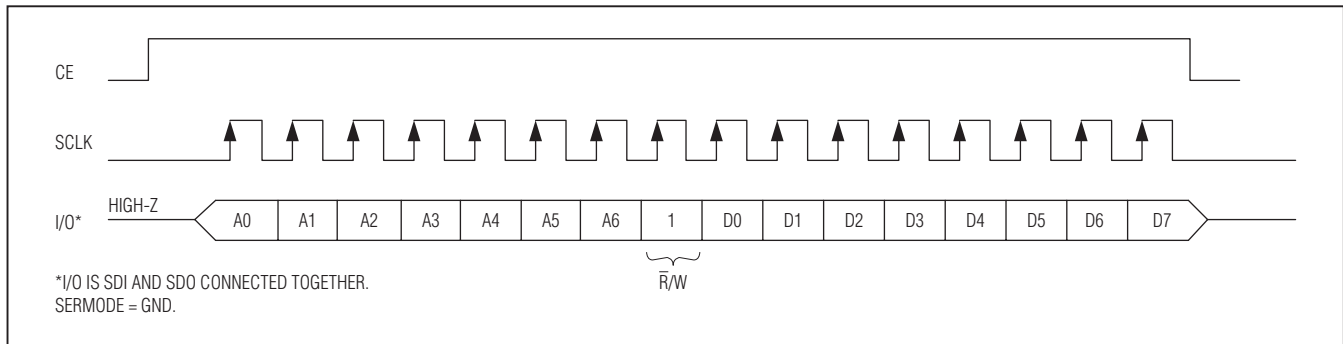 CE
SCLK
HIGH-Z
I/O* A0 A1 A2 A3 A4 A5 A6 1 D0 D1 D2 D3 D4 D5 D6 D7
R̅/W
*I/O IS SDI AND SDO CONNECTED TOGETHER.
SERMODE = GND.